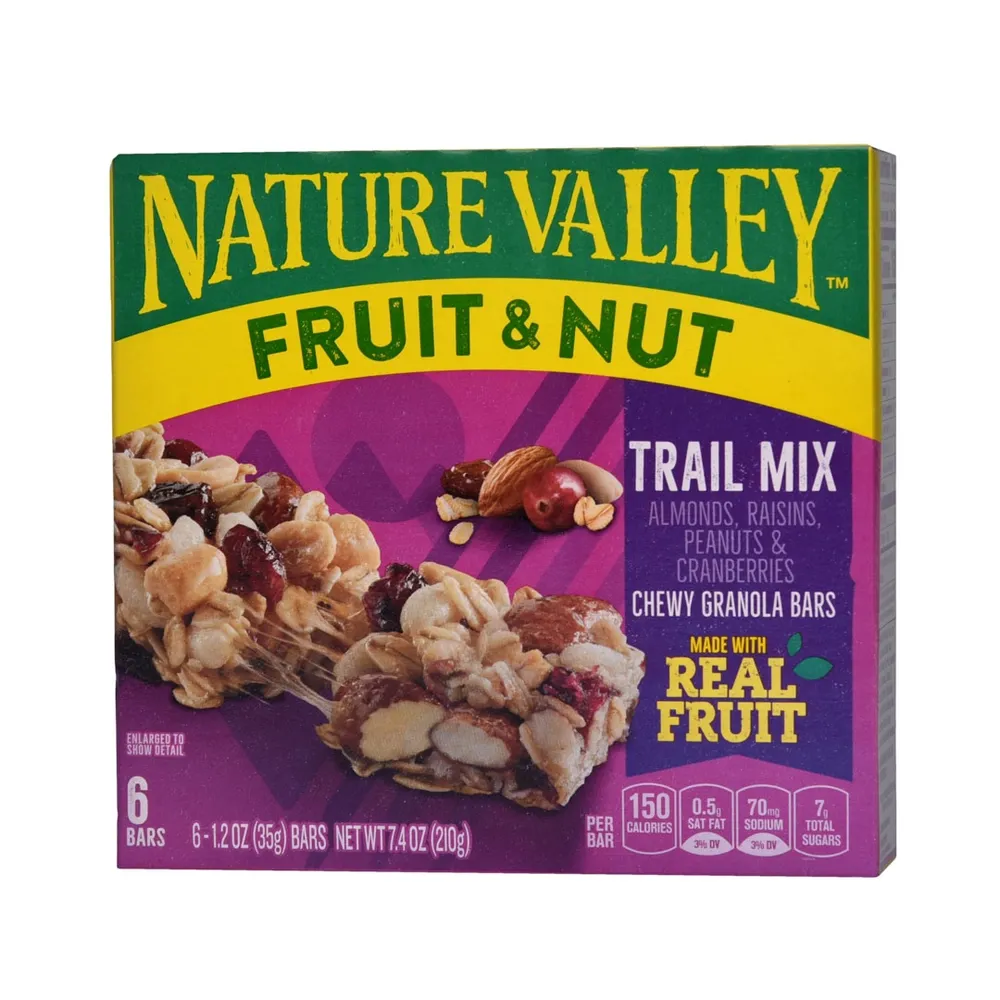 NATURE VALLEY™
FRUIT & NUT
TRAIL MIX
ALMONDS, RAISINS,
PEANUTS &
CRANBERRIES
CHEWY GRANOLA BARS
MADE WITH
REAL
FRUIT
ENLARGED TO
SHOW DETAIL
6
BARS
6 - 1.2 OZ (35g) BARS NET WT 7.4 OZ (210g)
PER
BAR
150
CALORIES
0.5g
SAT FAT
3% DV
70mg
SODIUM
3% DV
7g
TOTAL
SUGARS